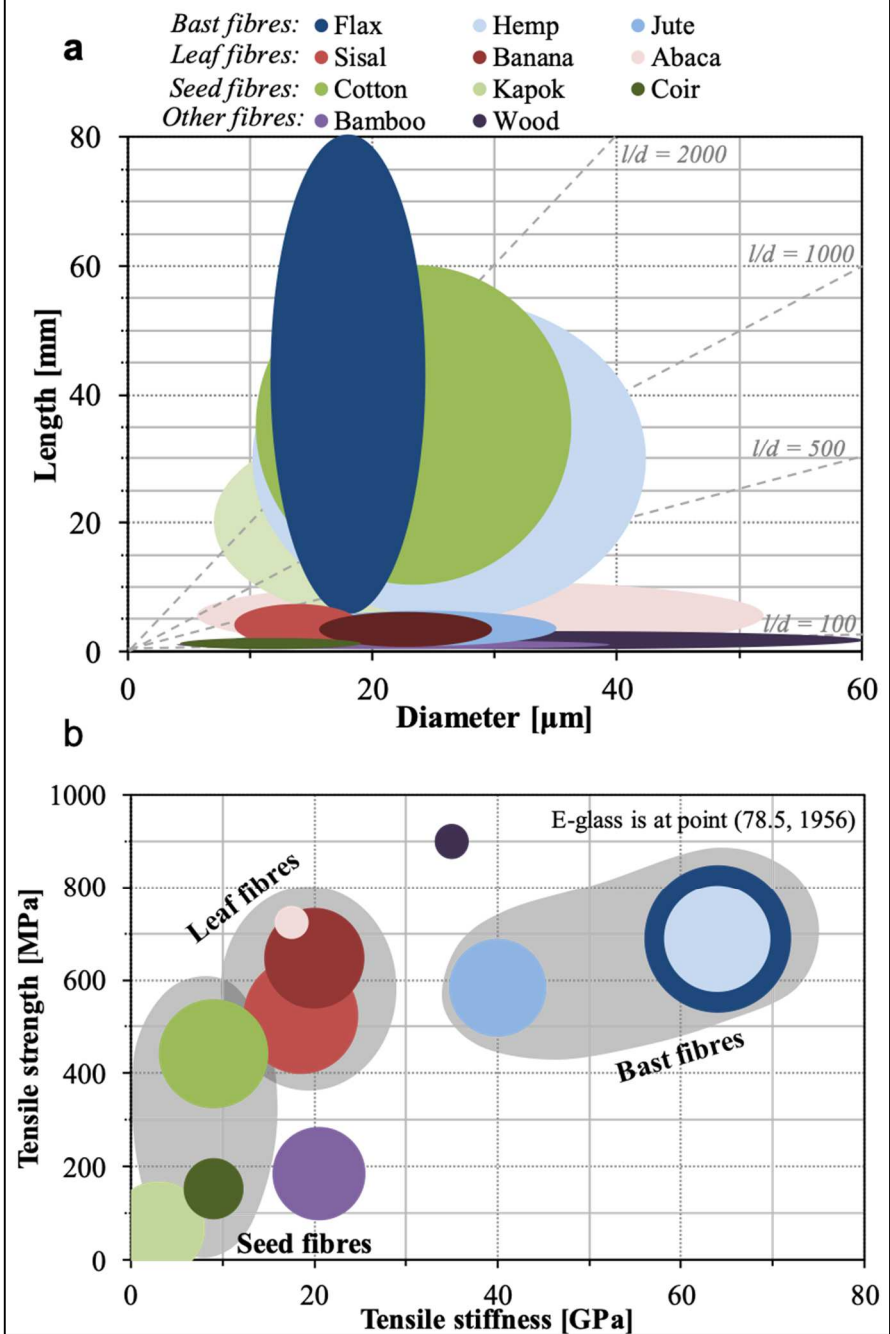 a
Bast fibres: Flax Hemp Jute
Leaf fibres: Sisal Banana Abaca
Seed fibres: Cotton Kapok Coir
Other fibres: Bamboo Wood
80
l/d = 2000
l/d = 1000
60
Length [mm]
40
l/d = 500
20
l/d = 100
0
0 20 40 60
Diameter [µm]
b
1000
E-glass is at point (78.5, 1956)
Leaf fibres
800
Tensile strength [MPa]
600
Bast fibres
400
200
Seed fibres
0
0 20 40 60 80
Tensile stiffness [GPa]